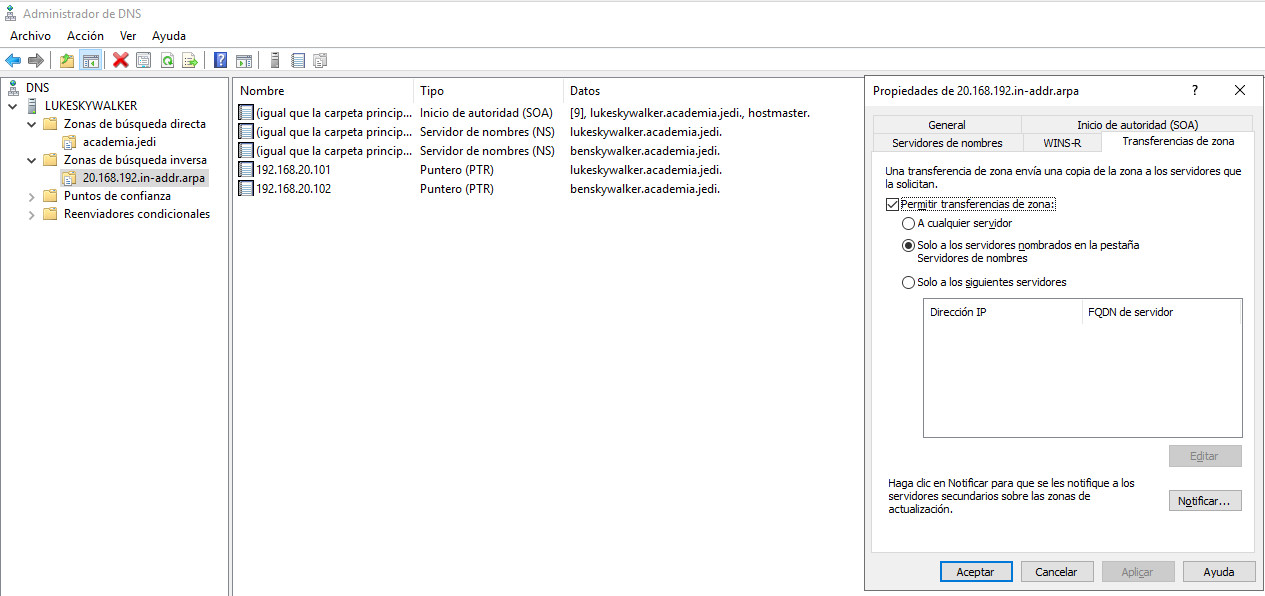 Administrador de DNS
Archivo Acción Ver Ayuda
DNS
LUKESKYWALKER
Zonas de búsqueda directa
academia.jedi
Zonas de búsqueda inversa
20.168.192.in-addr.arpa
Puntos de confianza
Reenviadores condicionales
Nombre Tipo Datos
(igual que la carpeta princip... Inicio de autoridad (SOA) [9], lukeskywalker.academia.jedi., hostmaster.
(igual que la carpeta princip... Servidor de nombres (NS) lukeskywalker.academia.jedi.
(igual que la carpeta princip... Servidor de nombres (NS) benskywalker.academia.jedi.
192.168.20.101 Puntero (PTR) lukeskywalker.academia.jedi.
192.168.20.102 Puntero (PTR) benskywalker.academia.jedi.
Propiedades de 20.168.192.in-addr.arpa ?
General Inicio de autoridad (SOA)
Servidores de nombres WINS-R Transferencias de zona
Una transferencia de zona envía una copia de la zona a los servidores que
la solicitan.
Permitir transferencias de zona:
A cualquier servidor
Solo a los servidores nombrados en la pestaña
Servidores de nombres
Solo a los siguientes servidores
Dirección IP FQDN de servidor
Editar
Haga clic en Notificar para que se les notifique a los
servidores secundarios sobre las zonas de
actualización.
Notificar...
Aceptar Cancelar Aplicar Ayuda